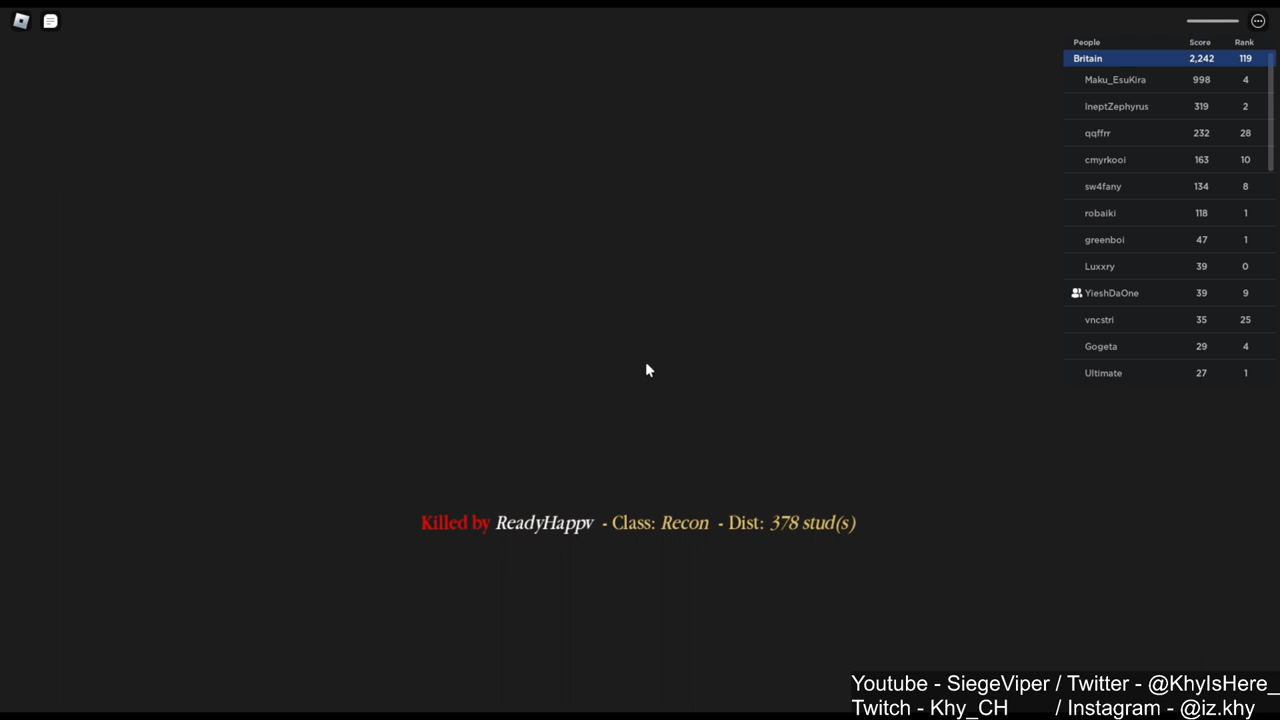 People Score Rank
Britain 2,242 119
Maku_EsuKira 998 4
IneptZephyrus 319 2
qqffrr 232 28
cmyrkooi 163 10
sw4fany 134 8
robaiki 118 1
greenboi 47 1
Luxxry 39 0
YieshDaOne 39 9
vncstri 35 25
Gogeta 29 4
Ultimate 27 1
Killed by ReadyHappv - Class: Recon - Dist: 378 stud(s)
Youtube - SiegeViper / Twitter - @KhyIsHere_
Twitch - Khy_CH / Instagram - @iz.khy